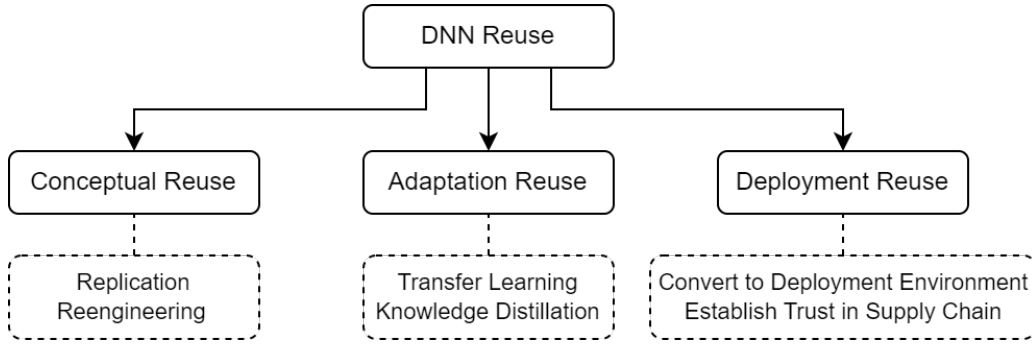 DNN Reuse
Conceptual Reuse
Adaptation Reuse
Deployment Reuse
Replication
Reengineering
Transfer Learning
Knowledge Distillation
Convert to Deployment Environment
Establish Trust in Supply Chain